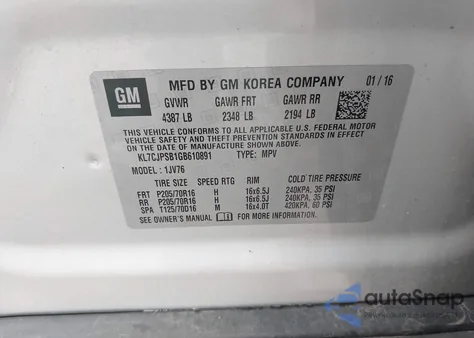 GM
MFD BY GM KOREA COMPANY 01/16
GVWR GAWR FRT GAWR RR
4387 LB 2348 LB 2194 LB
THIS VEHICLE CONFORMS TO ALL APPLICABLE U.S. FEDERAL MOTOR
VEHICLE SAFETY AND THEFT PREVENTION STANDARDS IN EFFECT ON
THE DATE OF MANUFACTURE SHOWN ABOVE.
KL7CJPSB1GB610891 TYPE: MPV
MODEL: 1JV76
TIRE SIZE SPEED RTG RIM COLD TIRE PRESSURE
FRT P205/70R16 H 16x6.5J 240KPA, 35 PSI
RR P205/70R16 H 16x6.5J 240KPA, 35 PSI
SPA T125/70D16 M 16x4.0T 420KPA, 60 PSI
SEE OWNER'S MANUAL FOR MORE INFORMATION.
autoSnap